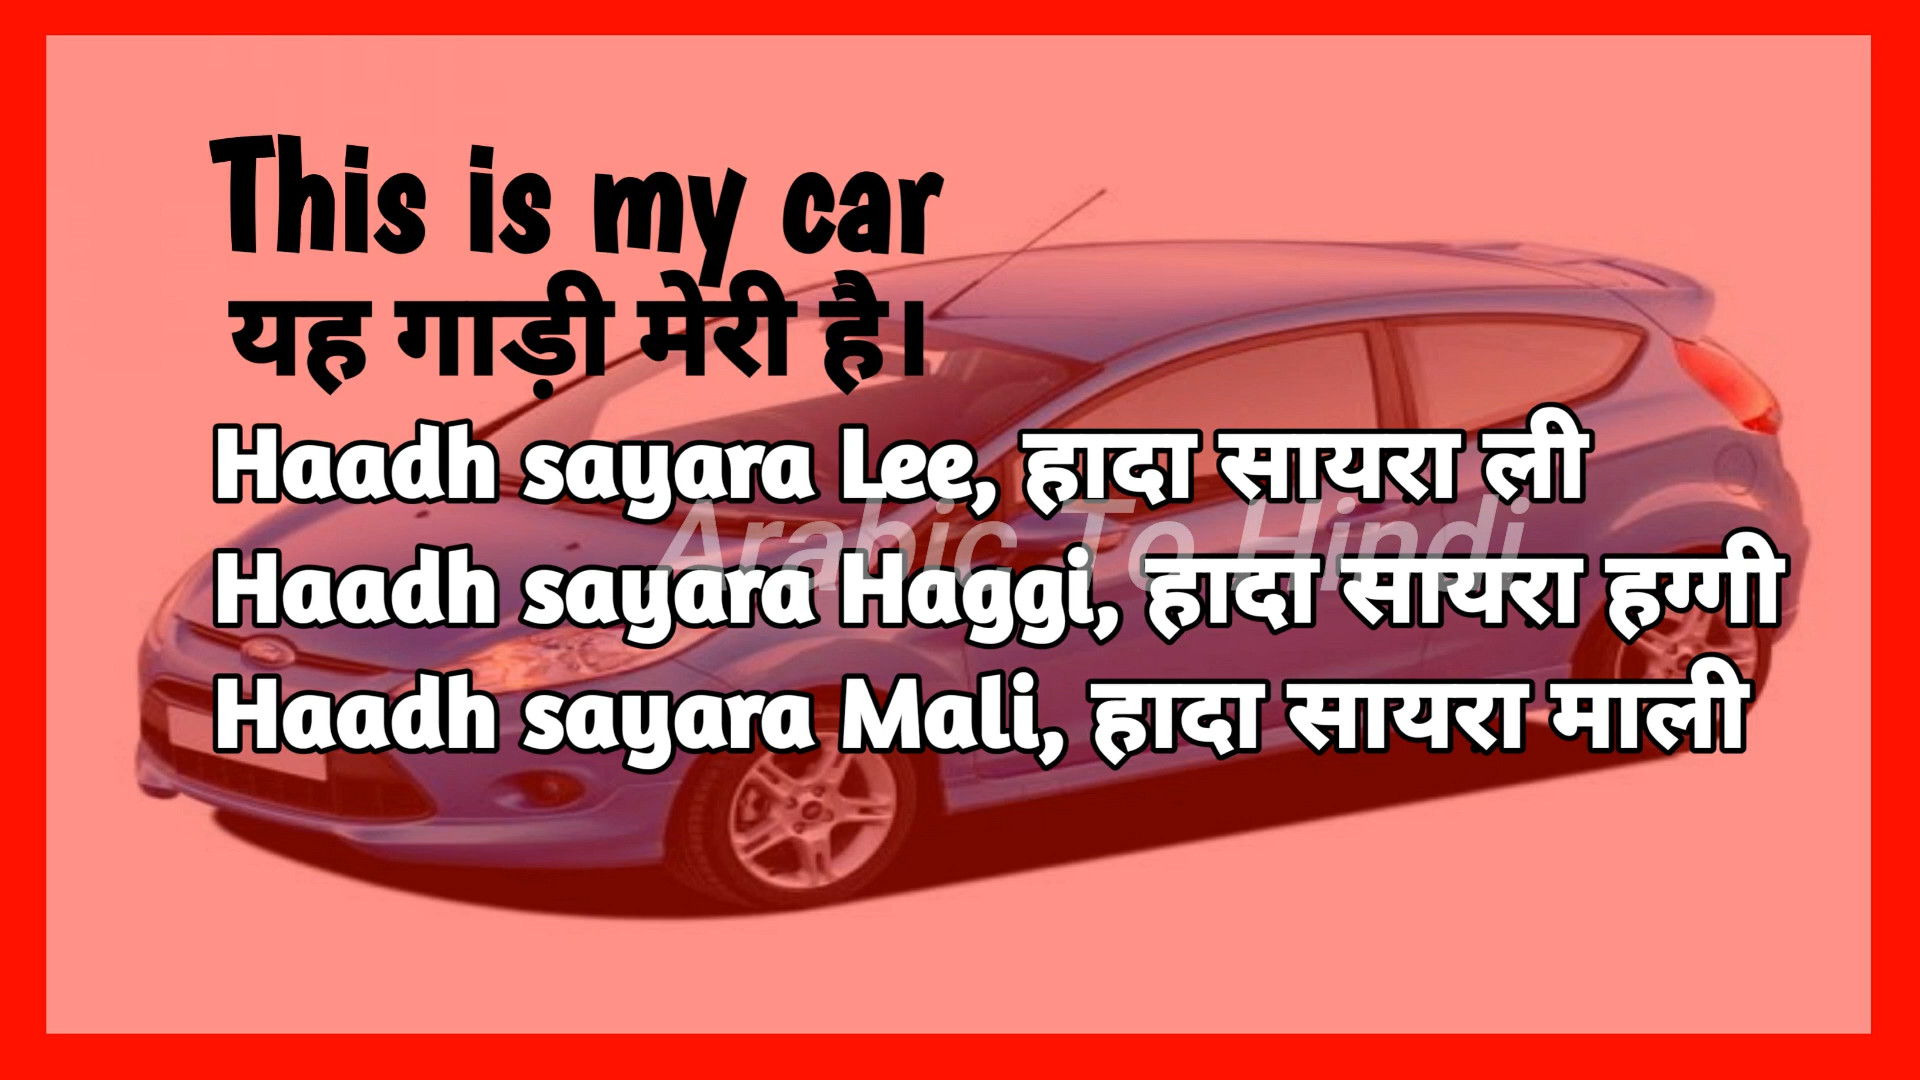 This is my car
यह गाड़ी मेरी है।
Haadh sayara Lee, हादा सायरा ली
Arabic To Hindi
Haadh sayara Haggi, हादा सायरा हग्गी
Haadh sayara Mali, हादा सायरा माली